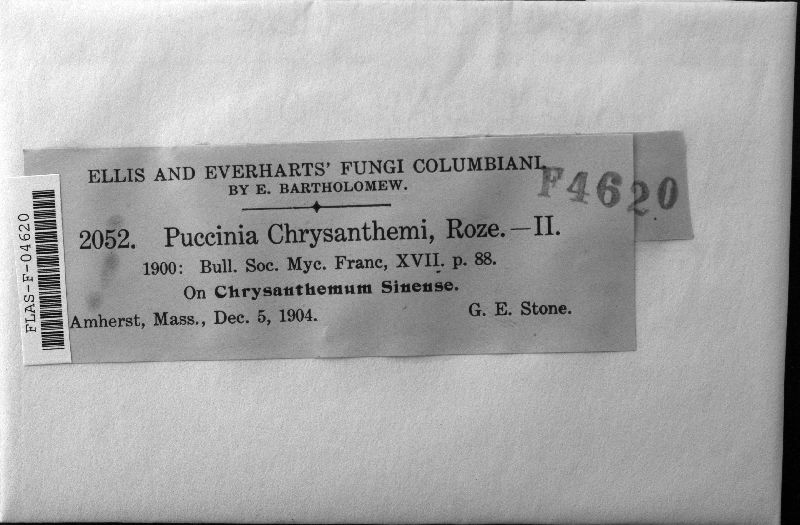 ELLIS AND EVERHARTS' FUNGI COLUMBIANI.
BY E. BARTHOLOMEW.
F4620
2052. Puccinia Chrysanthemi, Roze.—II.
1900: Bull. Soc. Myc. Franc, XVII. p. 88.
On Chrysanthemum Sinense.
Amherst, Mass., Dec. 5, 1904. G. E. Stone.
FLAS-F-04620